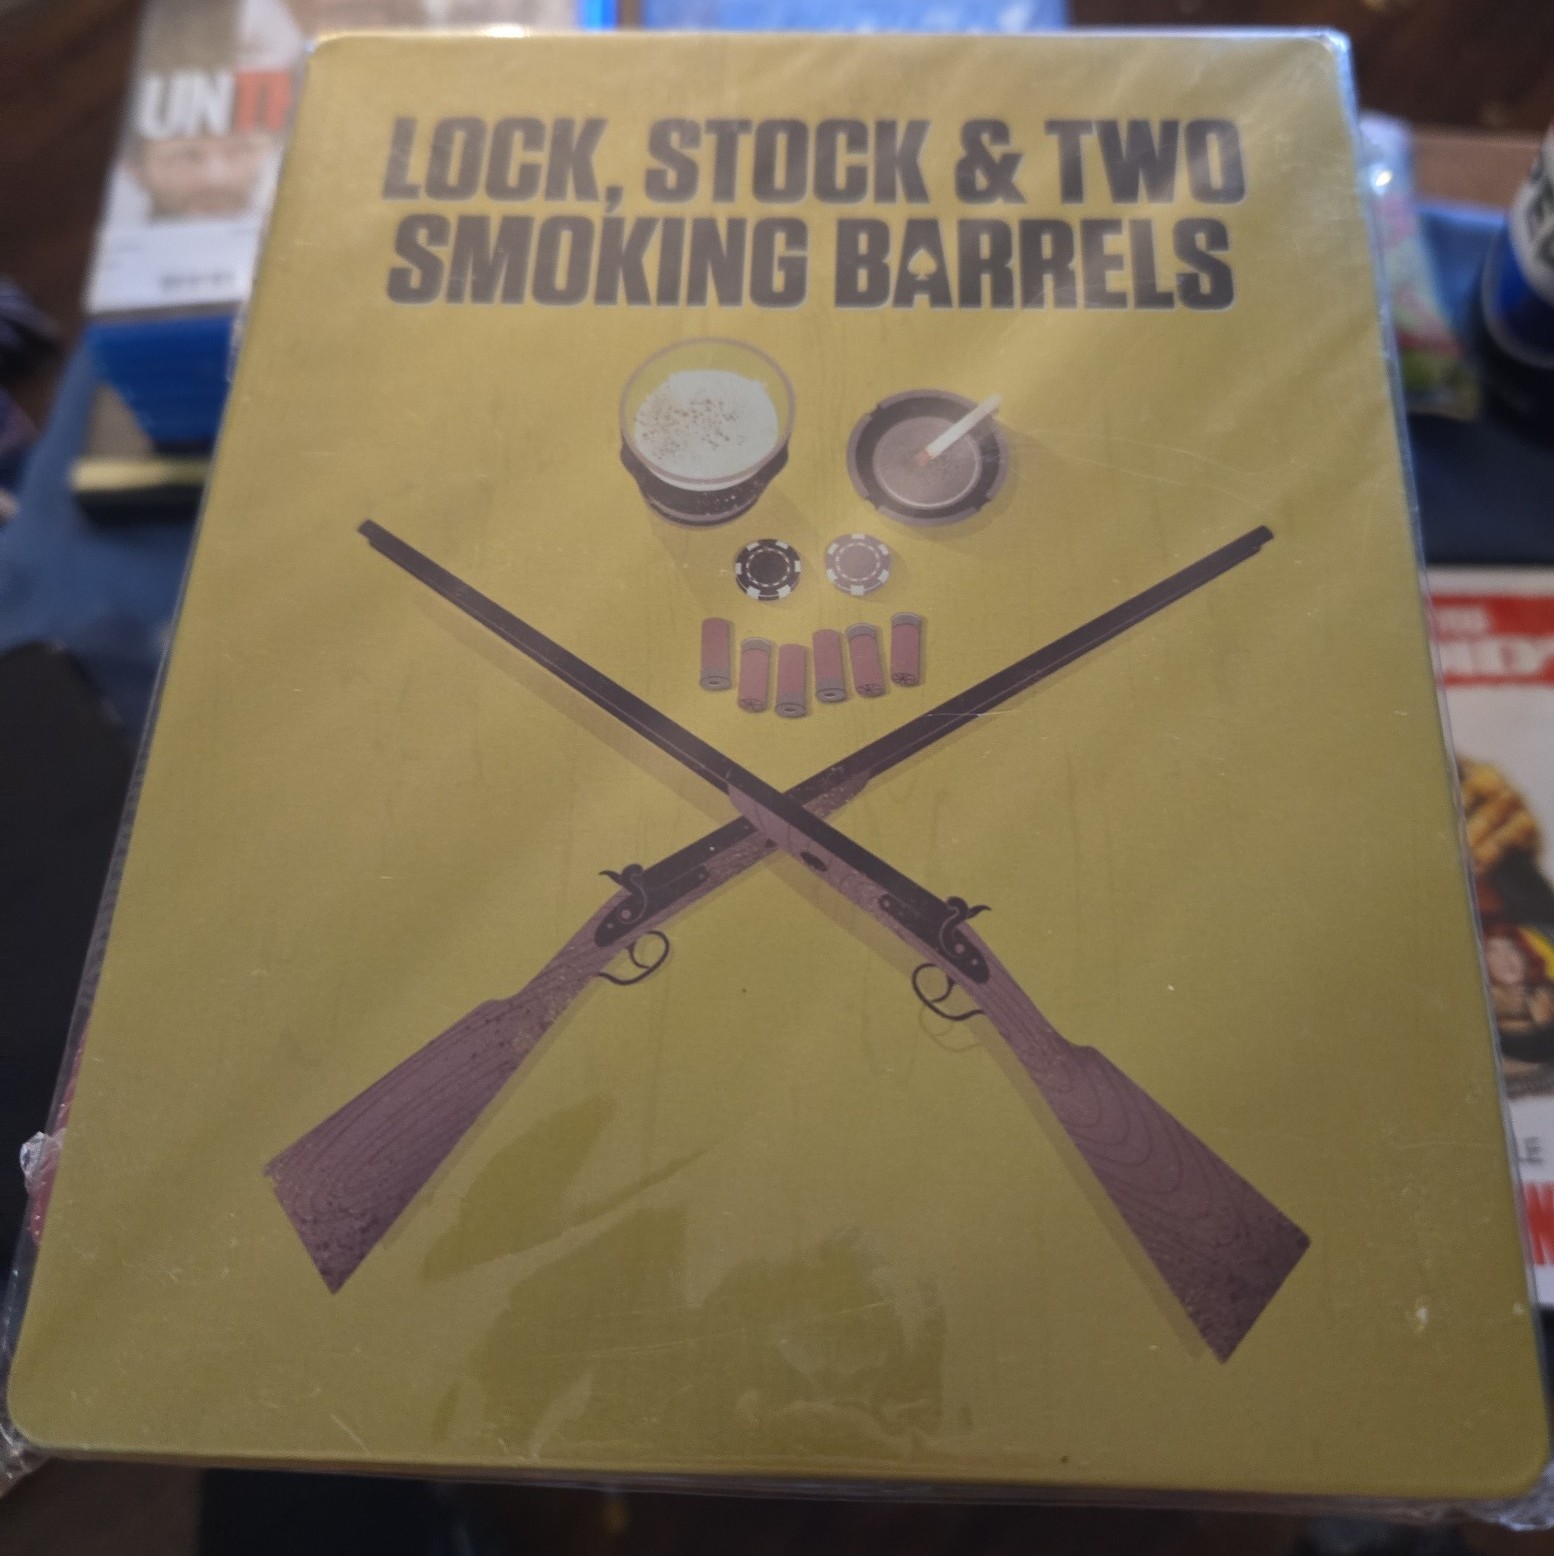 LOCK, STOCK & TWO
SMOKING BARRELS